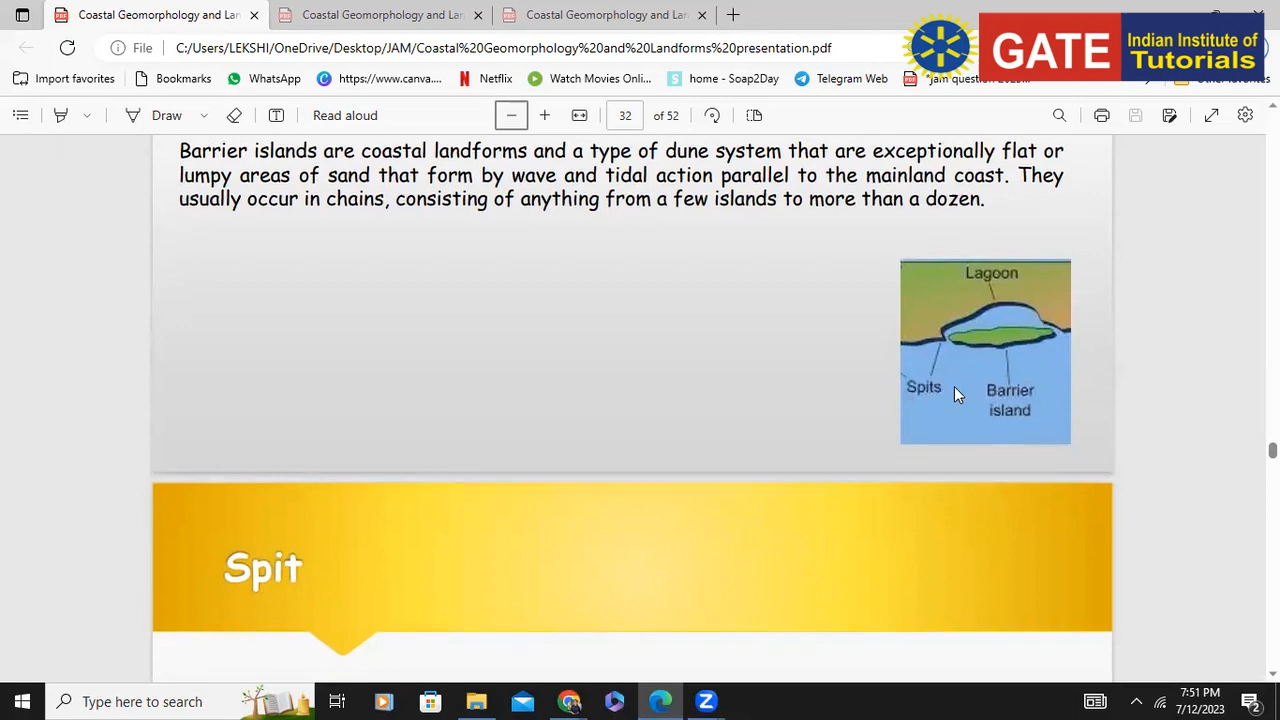 Coastal Geomorphology and Lan
Coastal Geomorphology and Lan
Coastal Geomorphology and Lan
File
C:/Users/LEKSHI/OneDrive/Desktop/JAM/Coastal%20Geomorphology%20and%20Landforms%20presentation.pdf
GATE
Indian Institute of
Tutorials
Import favorites
Bookmarks
WhatsApp
https://www.canva....
Netflix
Watch Movies Onli...
home - Soap2Day
Telegram Web
Draw
Read aloud
32 of 52
Barrier islands are coastal landforms and a type of dune system that are exceptionally flat or
lumpy areas of sand that form by wave and tidal action parallel to the mainland coast. They
usually occur in chains, consisting of anything from a few islands to more than a dozen.
Lagoon
Spits
Barrier
island
Spit
Type here to search
7:51 PM
7/12/2023
2